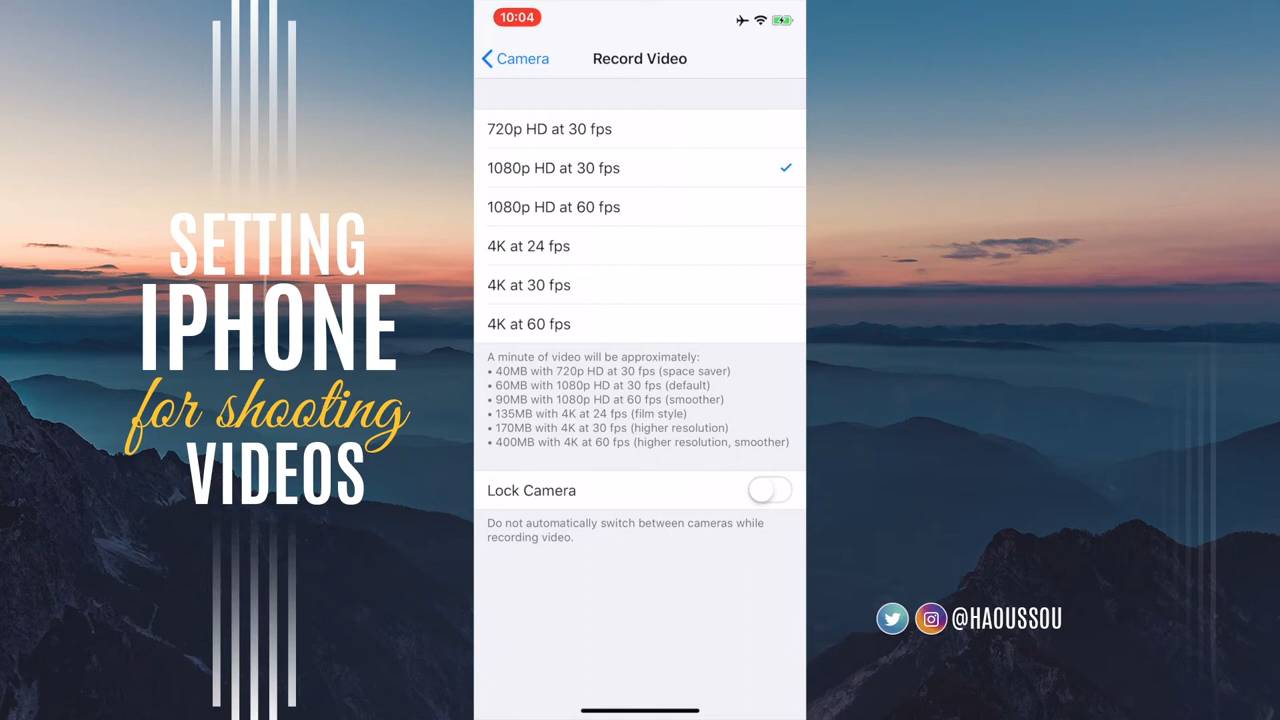 SETTING
IPHONE
for shooting
VIDEOS
10:04
Camera
Record Video
720p HD at 30 fps
1080p HD at 30 fps
1080p HD at 60 fps
4K at 24 fps
4K at 30 fps
4K at 60 fps
A minute of video will be approximately:
• 40MB with 720p HD at 30 fps (space saver)
• 60MB with 1080p HD at 30 fps (default)
• 90MB with 1080p HD at 60 fps (smoother)
• 135MB with 4K at 24 fps (film style)
• 170MB with 4K at 30 fps (higher resolution)
• 400MB with 4K at 60 fps (higher resolution, smoother)
Lock Camera
Do not automatically switch between cameras while
recording video.
@HAOUSSOU